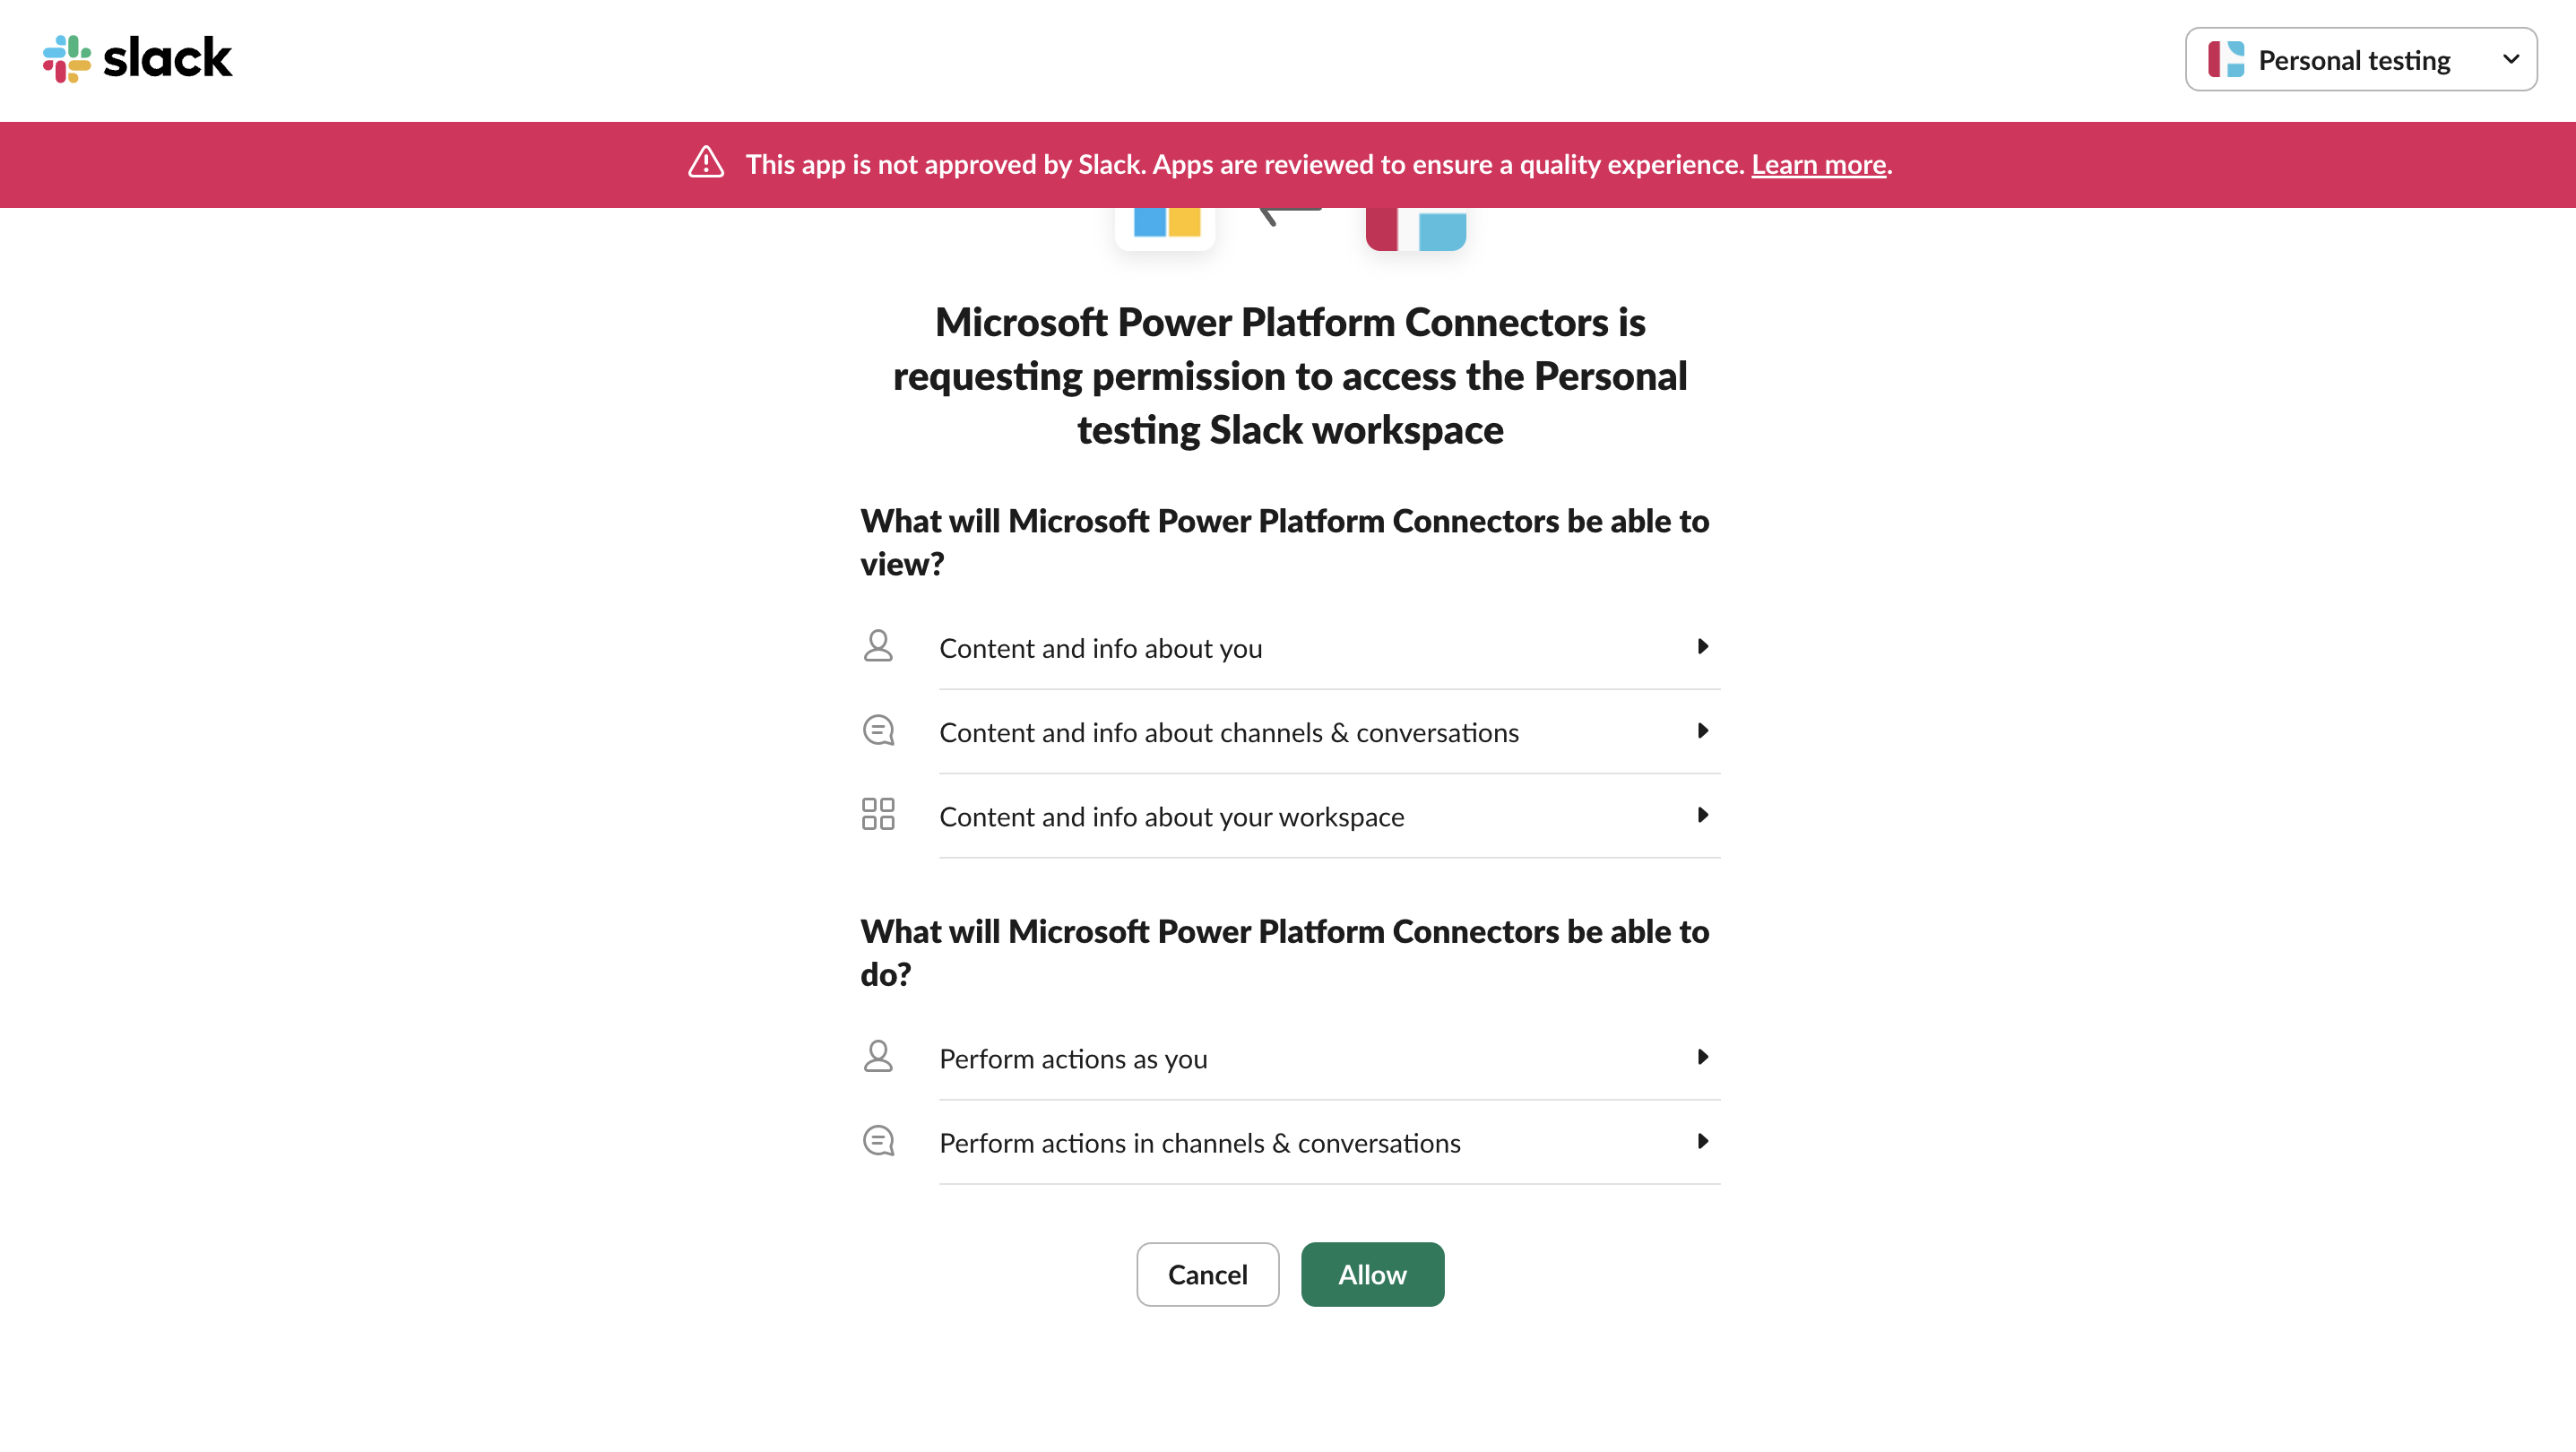 slack
Personal testing
This app is not approved by Slack. Apps are reviewed to ensure a quality experience. Learn more.
Microsoft Power Platform Connectors is
requesting permission to access the Personal
testing Slack workspace
What will Microsoft Power Platform Connectors be able to
view?
Content and info about you
Content and info about channels & conversations
Content and info about your workspace
What will Microsoft Power Platform Connectors be able to
do?
Perform actions as you
Perform actions in channels & conversations
Cancel
Allow